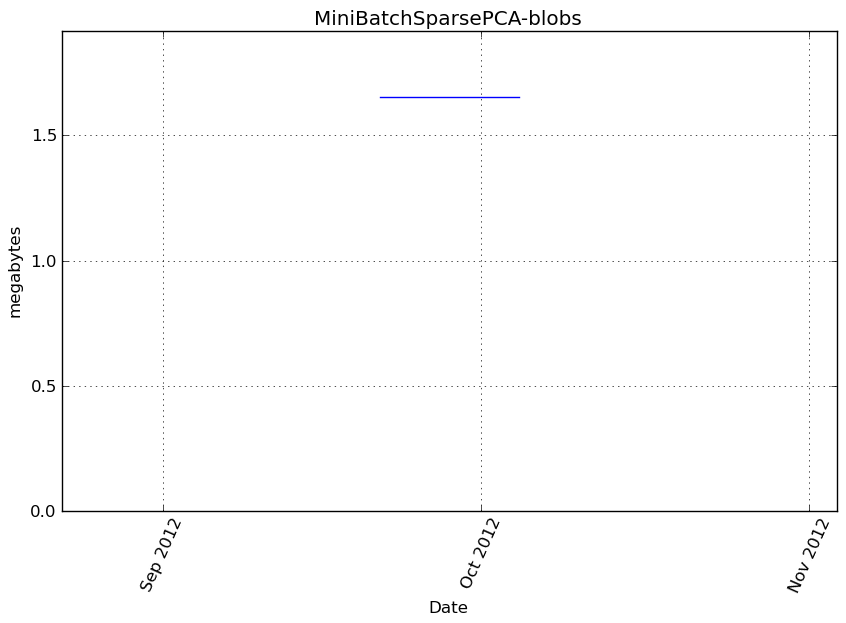 MiniBatchSparsePCA-blobs
megabytes
1.5
1.0
0.5
0.0
Sep 2012
Oct 2012
Nov 2012
Date